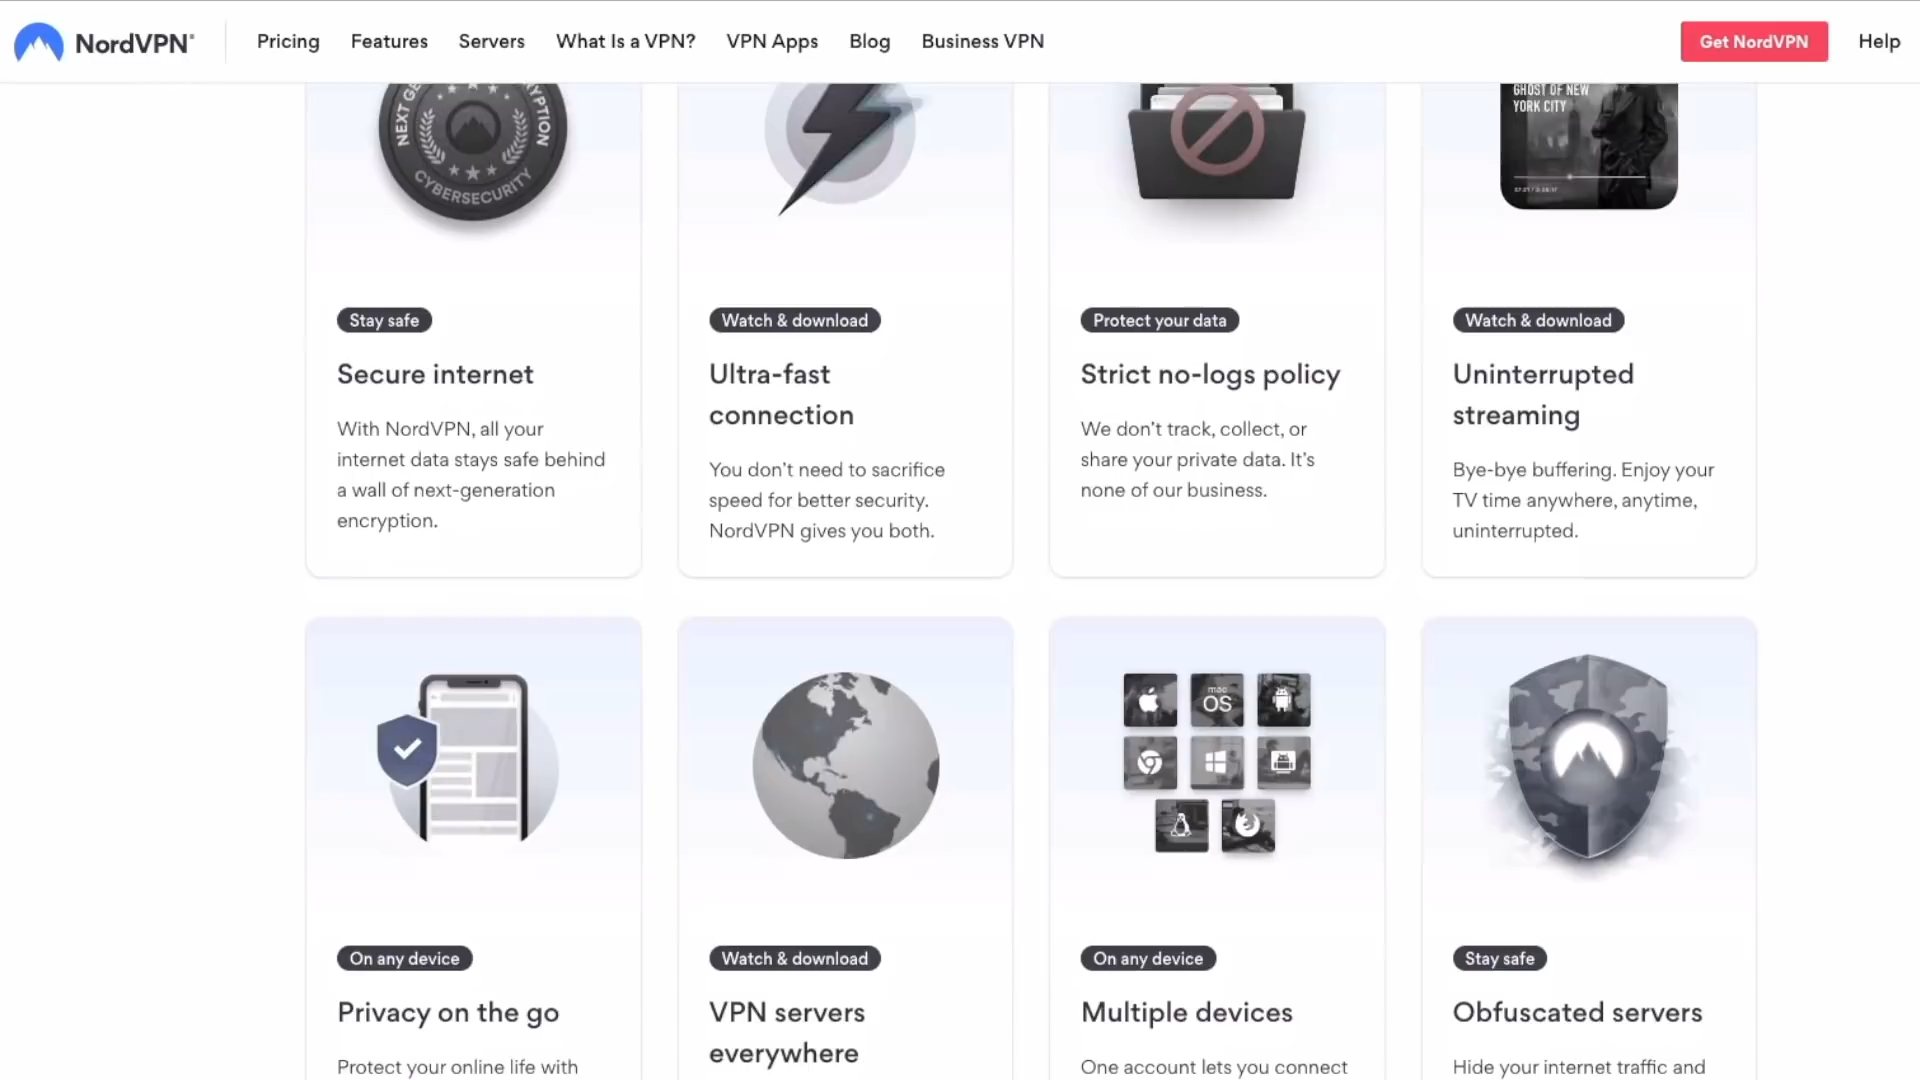 NordVPN®
Pricing
Features
Servers
What Is a VPN?
VPN Apps
Blog
Business VPN
Get NordVPN
Help
NEXT GE
YPTION
CYBERSECURITY
GHOST OF NEW
YORK CITY
Stay safe
Secure internet
With NordVPN, all your
internet data stays safe behind
a wall of next-generation
encryption.
Watch & download
Ultra-fast
connection
You don't need to sacrifice
speed for better security.
NordVPN gives you both.
Protect your data
Strict no-logs policy
We don't track, collect, or
share your private data. It's
none of our business.
Watch & download
Uninterrupted
streaming
Bye-bye buffering. Enjoy your
TV time anywhere, anytime,
uninterrupted.
mac
OS
On any device
Privacy on the go
Protect your online life with
Watch & download
VPN servers
everywhere
On any device
Multiple devices
One account lets you connect
Stay safe
Obfuscated servers
Hide your internet traffic and